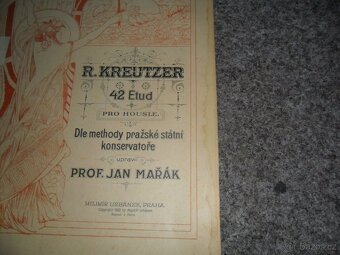 R. KREUTZER
42 Etud
PRO HOUSLE.
Dle methody pražské státní
konservatoře
upravil
PROF. JAN MAŘÁK
MOJMÍR URBÁNEK, PRAHA.